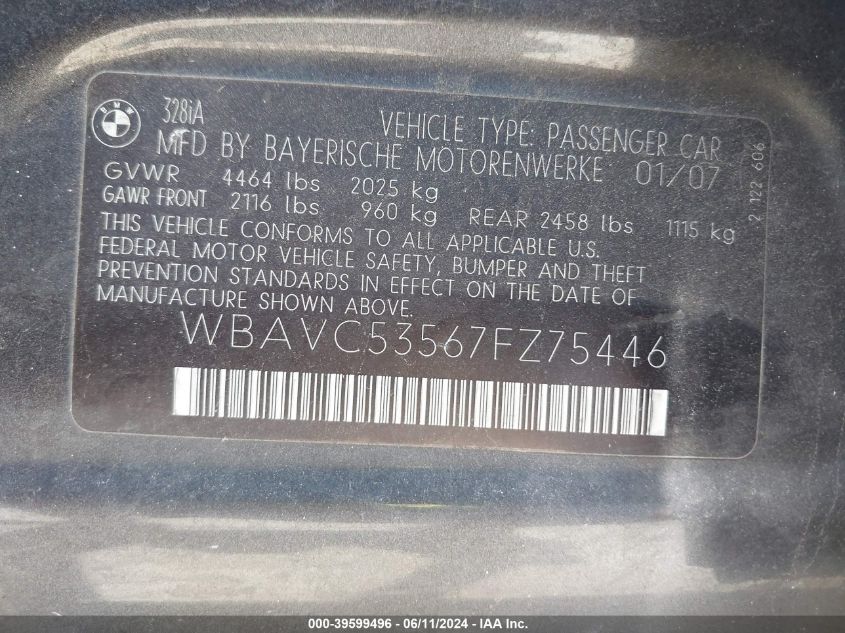 BMW
328iA
VEHICLE TYPE: PASSENGER CAR
MFD BY BAYERISCHE MOTORENWERKE 01/07
GVWR 4464 lbs 2025 kg
GAWR FRONT 2116 lbs 960 kg REAR 2458 lbs 1115 kg
THIS VEHICLE CONFORMS TO ALL APPLICABLE U.S.
FEDERAL MOTOR VEHICLE SAFETY, BUMPER AND THEFT
PREVENTION STANDARDS IN EFFECT ON THE DATE OF
MANUFACTURE SHOWN ABOVE.
WBAVC53567FZ75446
2 122 606
000-39599496 - 06/11/2024 - © IAA, Inc.